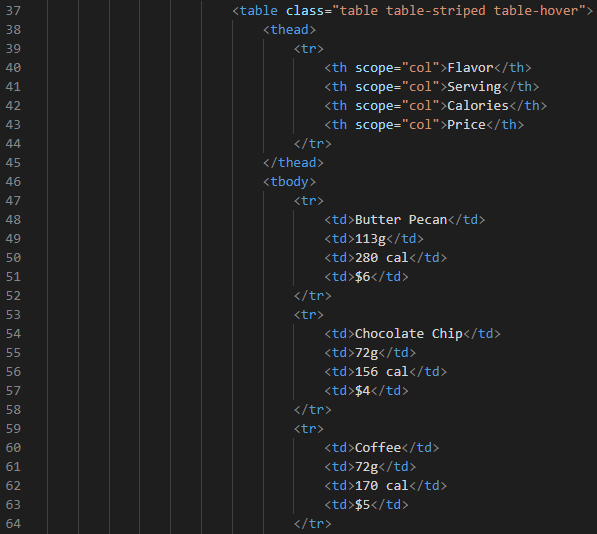 37 <table class="table table-striped table-hover">
38 <thead>
39 <tr>
40 <th scope="col">Flavor</th>
41 <th scope="col">Serving</th>
42 <th scope="col">Calories</th>
43 <th scope="col">Price</th>
44 </tr>
45 </thead>
46 <tbody>
47 <tr>
48 <td>Butter Pecan</td>
49 <td>113g</td>
50 <td>280 cal</td>
51 <td>$6</td>
52 </tr>
53 <tr>
54 <td>Chocolate Chip</td>
55 <td>72g</td>
56 <td>156 cal</td>
57 <td>$4</td>
58 </tr>
59 <tr>
60 <td>Coffee</td>
61 <td>72g</td>
62 <td>170 cal</td>
63 <td>$5</td>
64 </tr>